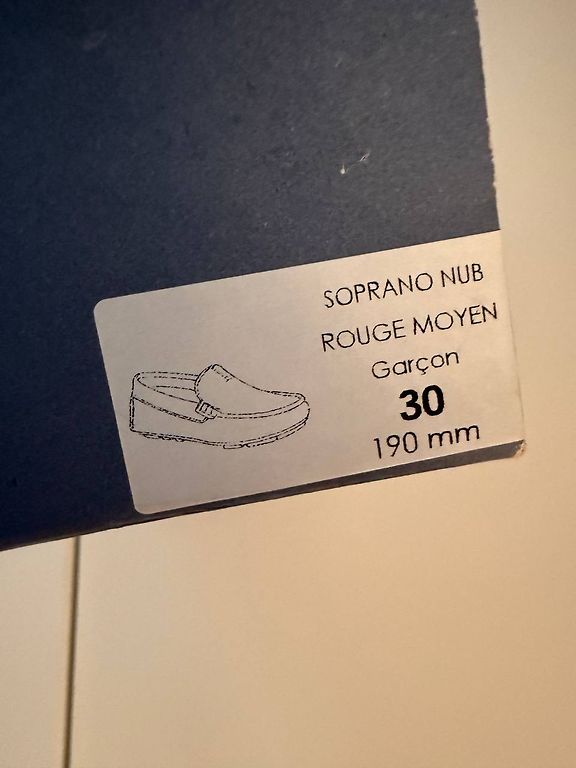 SOPRANO NUB
ROUGE MOYEN
Garçon
30
190 mm